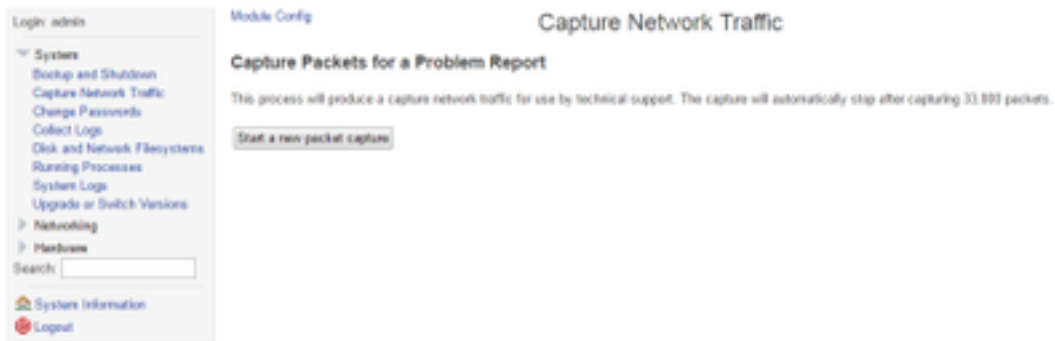 Login: admin
System
Bootup and Shutdown
Capture Network Traffic
Change Passwords
Collect Logs
Disk and Network Filesystems
Running Processes
System Logs
Upgrade or Switch Versions
Networking
Hardware
Search:
System Information
Logout
Module Config
Capture Network Traffic
Capture Packets for a Problem Report
This process will produce a capture network traffic for use by technical support. The capture will automatically stop after capturing packets.
Start a new packet capture